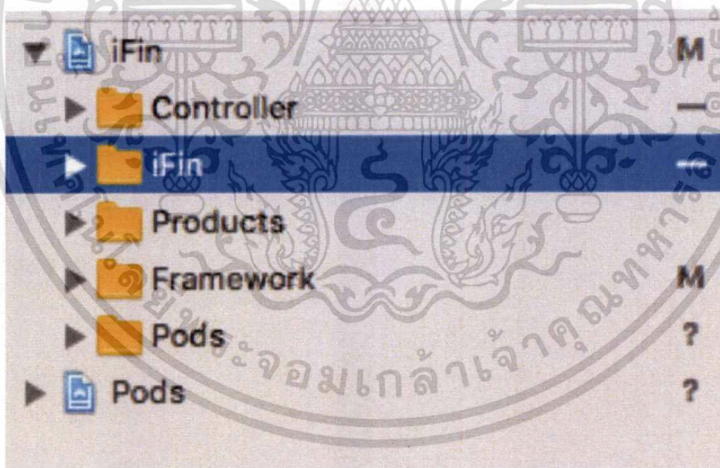 iFin M
Controller —
iFin —
Products
Framework M
Pods ?
Pods ?
จอมเกล้าเจ้าคุณทหาร